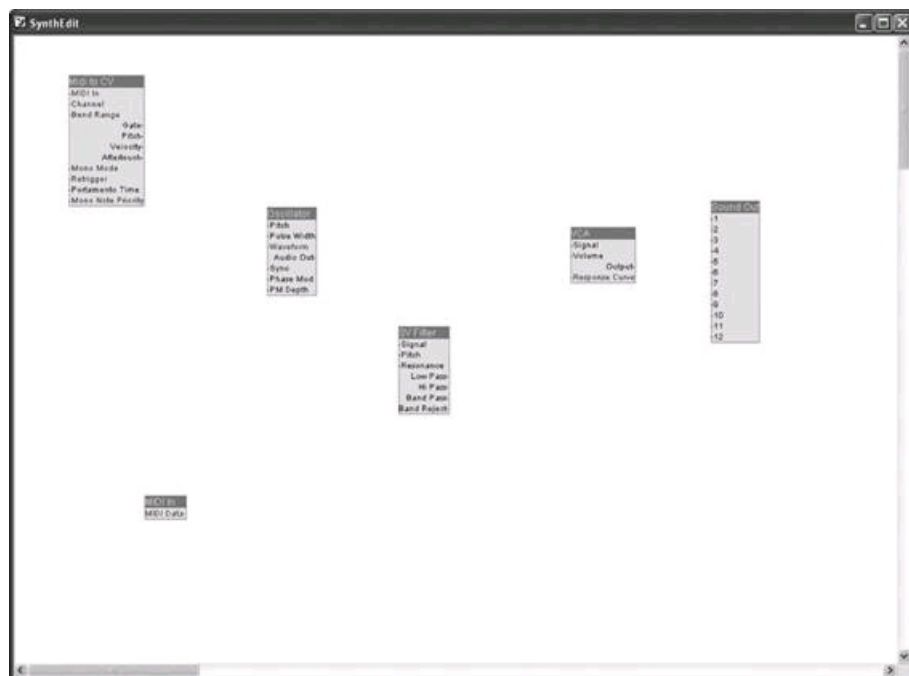 SynthEdit
MIDI to CV
MIDI In
Channel
Bend Range
Gate
Pitch
Velocity
Aftertouch
Mono Mode
Retrigger
Portamento Time
Mono Note Priority
Oscillator
Pitch
Pulse Width
Waveform
Audio Out
Sync
Phase Mod
PM Depth
SV Filter
Signal
Pitch
Resonance
Low Pass
Hi Pass
Band Pass
Band Reject
VCA
Signal
Volume
Output
Response Curve
Sound Out
1
2
3
4
5
6
7
8
9
10
11
12
MIDI In
MIDI Data